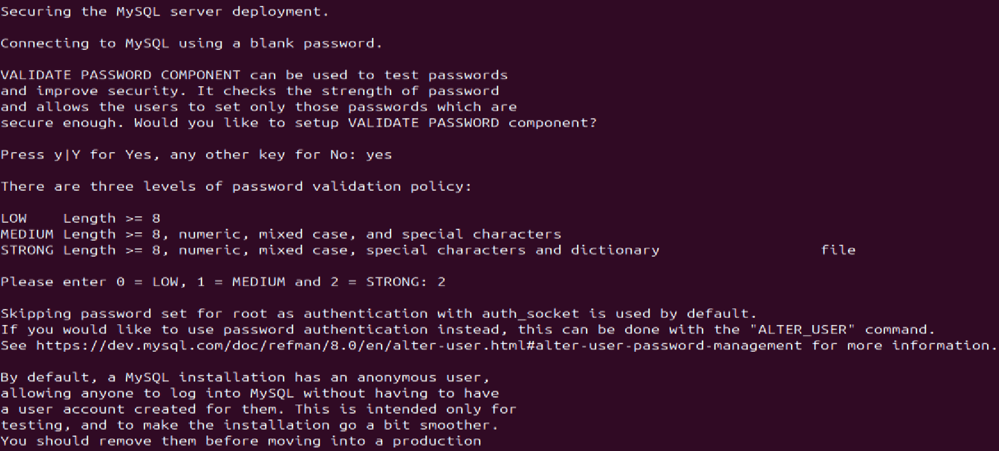 Securing the MySQL server deployment.
Connecting to MySQL using a blank password.
VALIDATE PASSWORD COMPONENT can be used to test passwords
and improve security. It checks the strength of password
and allows the users to set only those passwords which are
secure enough. Would you like to setup VALIDATE PASSWORD component?
Press y|Y for Yes, any other key for No: yes
There are three levels of password validation policy:
LOW    Length >= 8
MEDIUM Length >= 8, numeric, mixed case, and special characters
STRONG Length >= 8, numeric, mixed case, special characters and dictionary                  file
Please enter 0 = LOW, 1 = MEDIUM and 2 = STRONG: 2
Skipping password set for root as authentication with auth_socket is used by default.
If you would like to use password authentication instead, this can be done with the "ALTER_USER" command.
See https://dev.mysql.com/doc/refman/8.0/en/alter-user.html#alter-user-password-management for more information.
By default, a MySQL installation has an anonymous user,
allowing anyone to log into MySQL without having to have
a user account created for them. This is intended only for
testing, and to make the installation go a bit smoother.
You should remove them before moving into a production